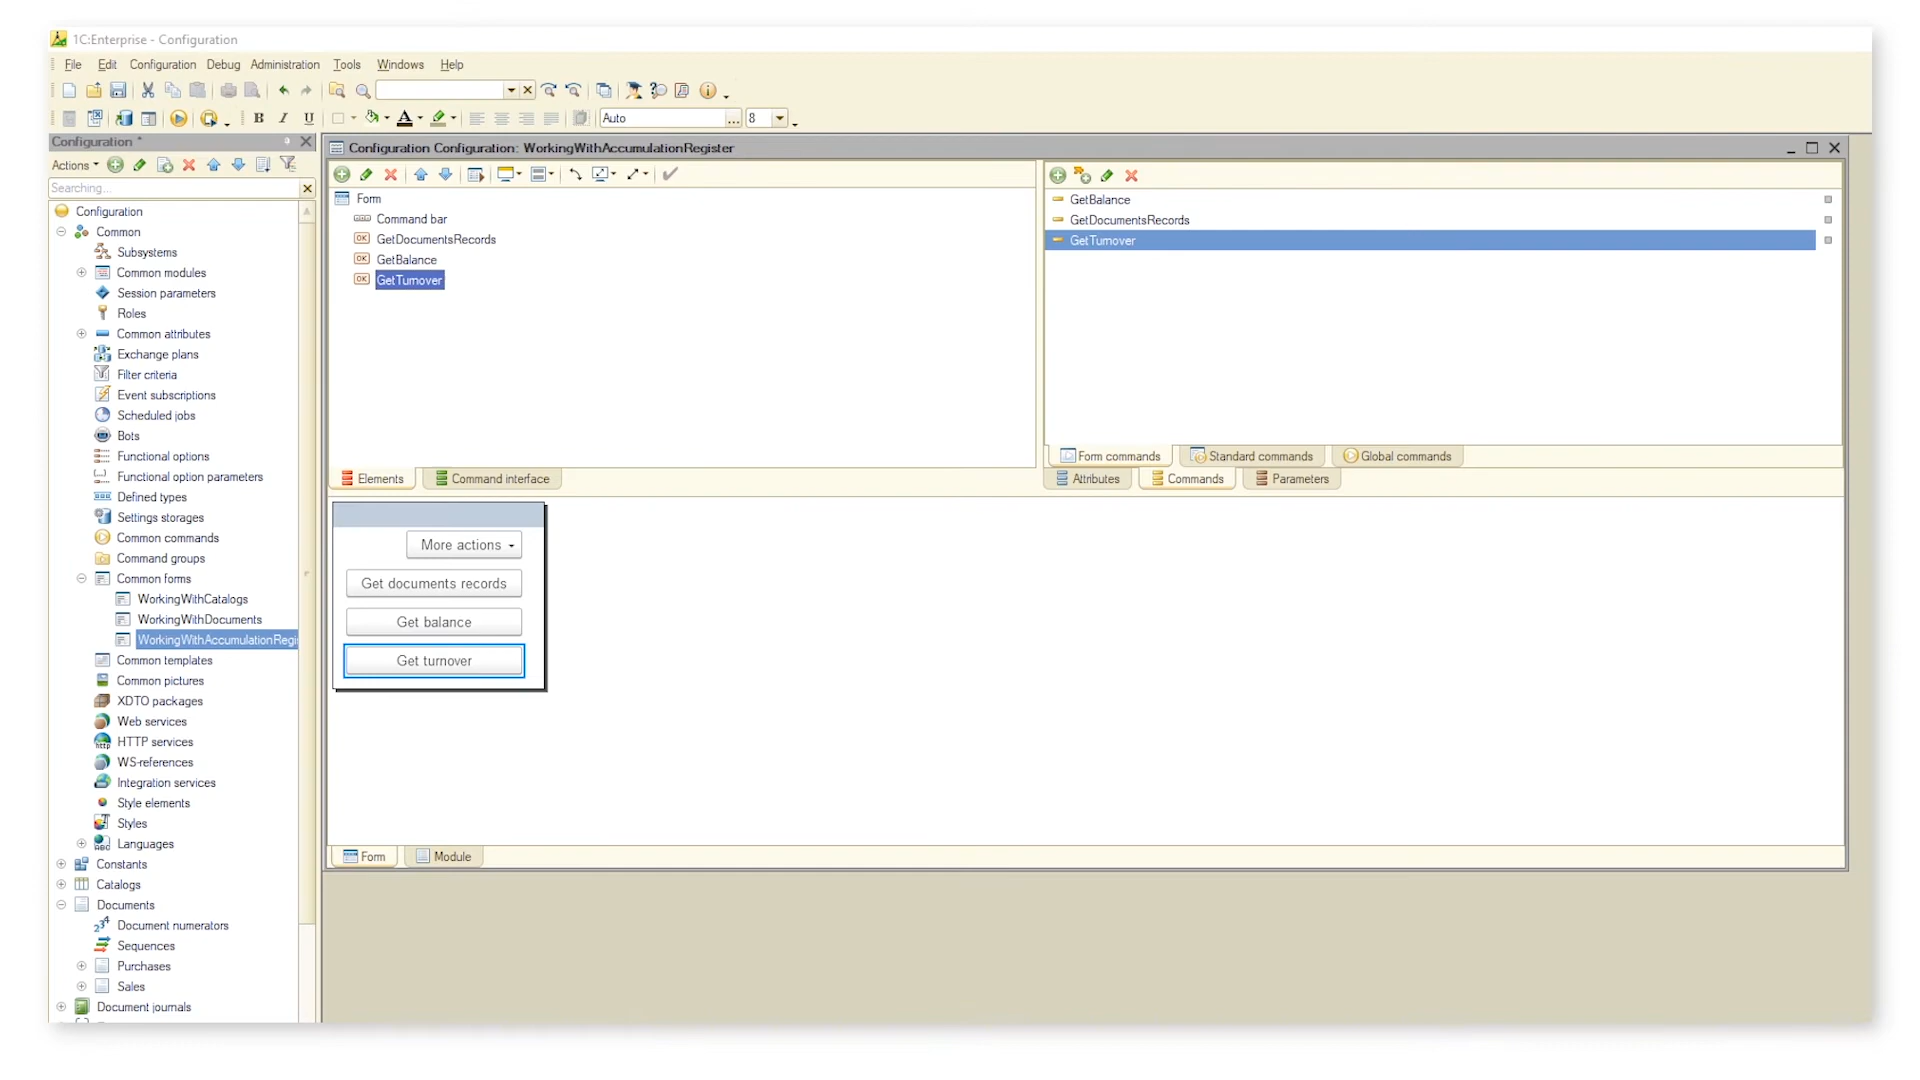 1C:Enterprise - Configuration
File Edit Configuration Debug Administration Tools Windows Help
B I U A Auto ... 8
Configuration *
Actions
Searching...
Configuration
Common
Subsystems
Common modules
Session parameters
Roles
Common attributes
Exchange plans
Filter criteria
Event subscriptions
Scheduled jobs
Bots
Functional options
Functional option parameters
Defined types
Settings storages
Common commands
Command groups
Common forms
WorkingWithCatalogs
WorkingWithDocuments
WorkingWithAccumulationRegi
Common templates
Common pictures
XDTO packages
Web services
HTTP services
WS-references
Integration services
Style elements
Styles
Languages
Constants
Catalogs
Documents
Document numerators
Sequences
Purchases
Sales
Document journals
Configuration Configuration: WorkingWithAccumulationRegister
Form
Command bar
OK GetDocumentsRecords
OK GetBalance
OK GetTurnover
Elements Command interface
GetBalance
GetDocumentsRecords
GetTurnover
Form commands Standard commands Global commands
Attributes Commands Parameters
More actions
Get documents records
Get balance
Get turnover
Form Module